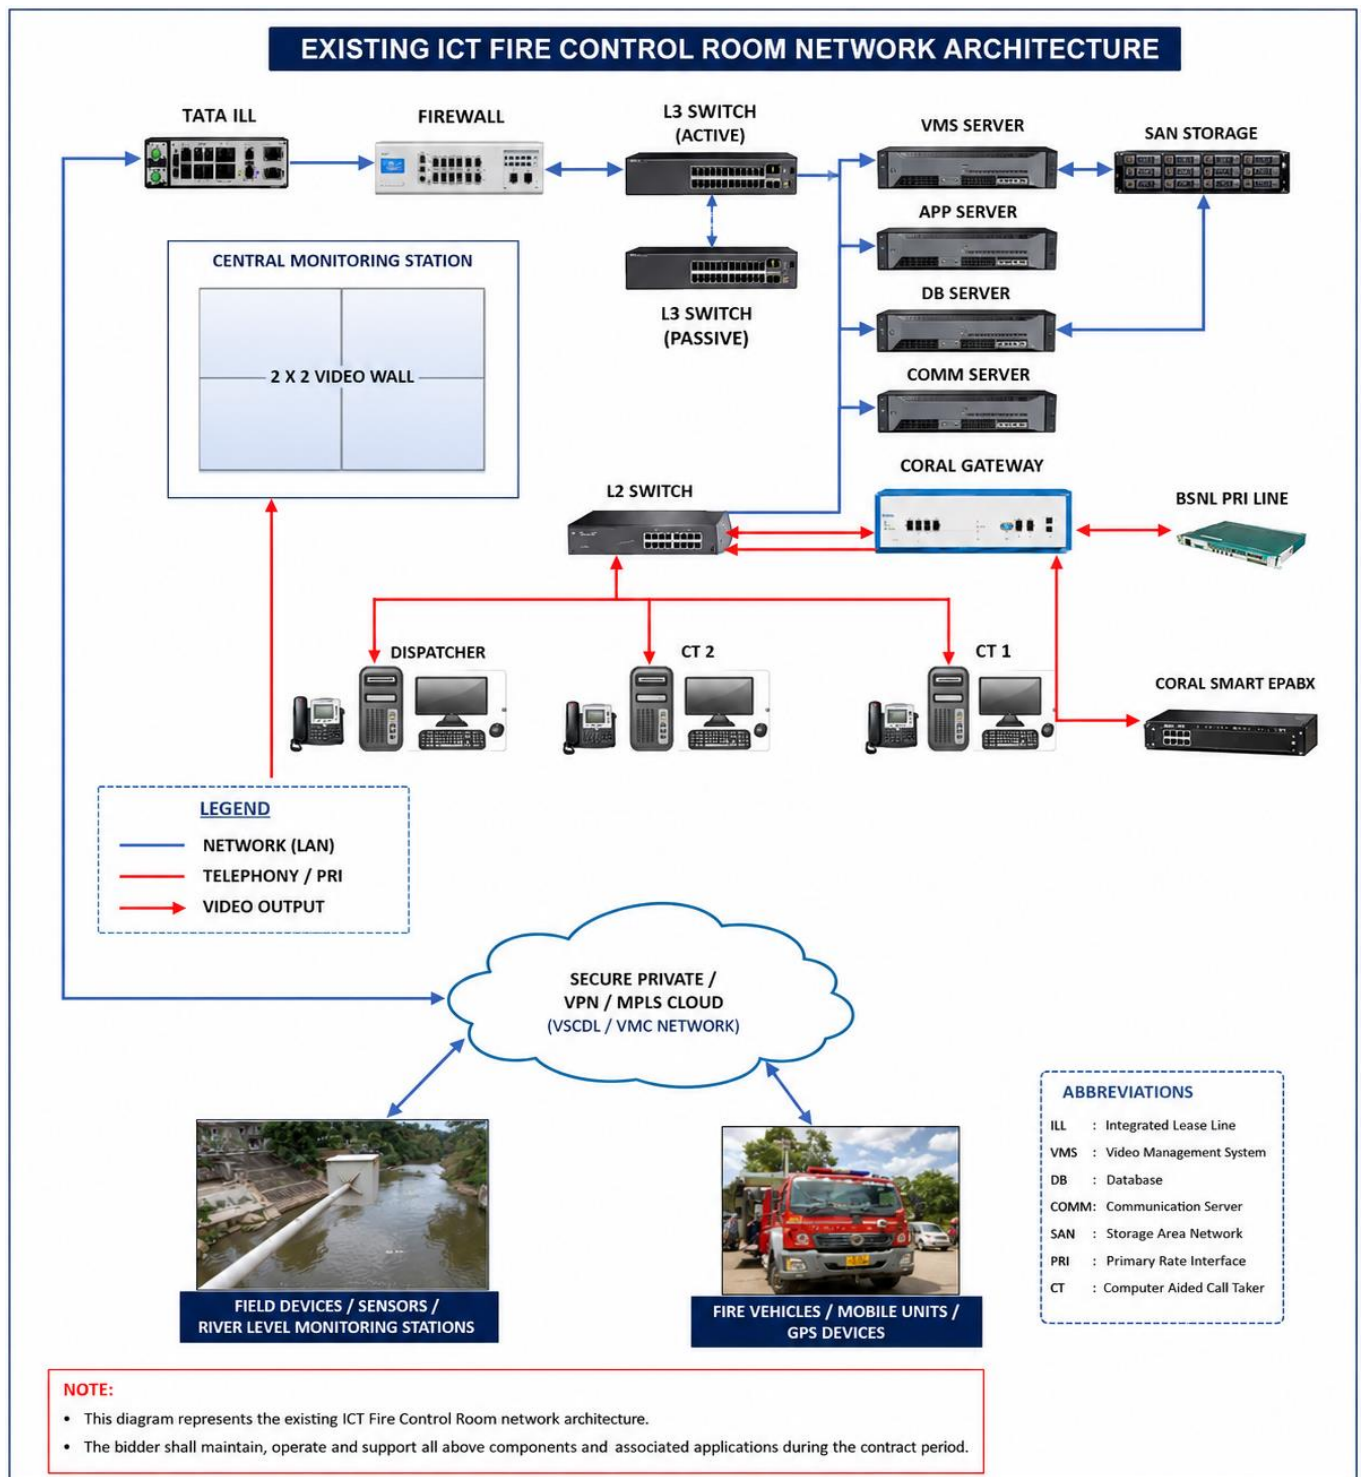 EXISTING ICT FIRE CONTROL ROOM NETWORK ARCHITECTURE
TATA ILL
FIREWALL
L3 SWITCH
(ACTIVE)
VMS SERVER
SAN STORAGE
APP SERVER
CENTRAL MONITORING STATION
DB SERVER
L3 SWITCH
(PASSIVE)
2 X 2 VIDEO WALL
COMM SERVER
CORAL GATEWAY
L2 SWITCH
BSNL PRI LINE
DISPATCHER
CT 2
CT 1
CORAL SMART EPABX
LEGEND
NETWORK (LAN)
TELEPHONY / PRI
VIDEO OUTPUT
SECURE PRIVATE /
VPN / MPLS CLOUD
(VSCDL / VMC NETWORK)
ABBREVIATIONS
ILL : Integrated Lease Line
VMS : Video Management System
DB : Database
COMM: Communication Server
SAN : Storage Area Network
PRI : Primary Rate Interface
CT : Computer Aided Call Taker
FIELD DEVICES / SENSORS /
RIVER LEVEL MONITORING STATIONS
FIRE VEHICLES / MOBILE UNITS /
GPS DEVICES
NOTE:
• This diagram represents the existing ICT Fire Control Room network architecture.
• The bidder shall maintain, operate and support all above components and associated applications during the contract period.